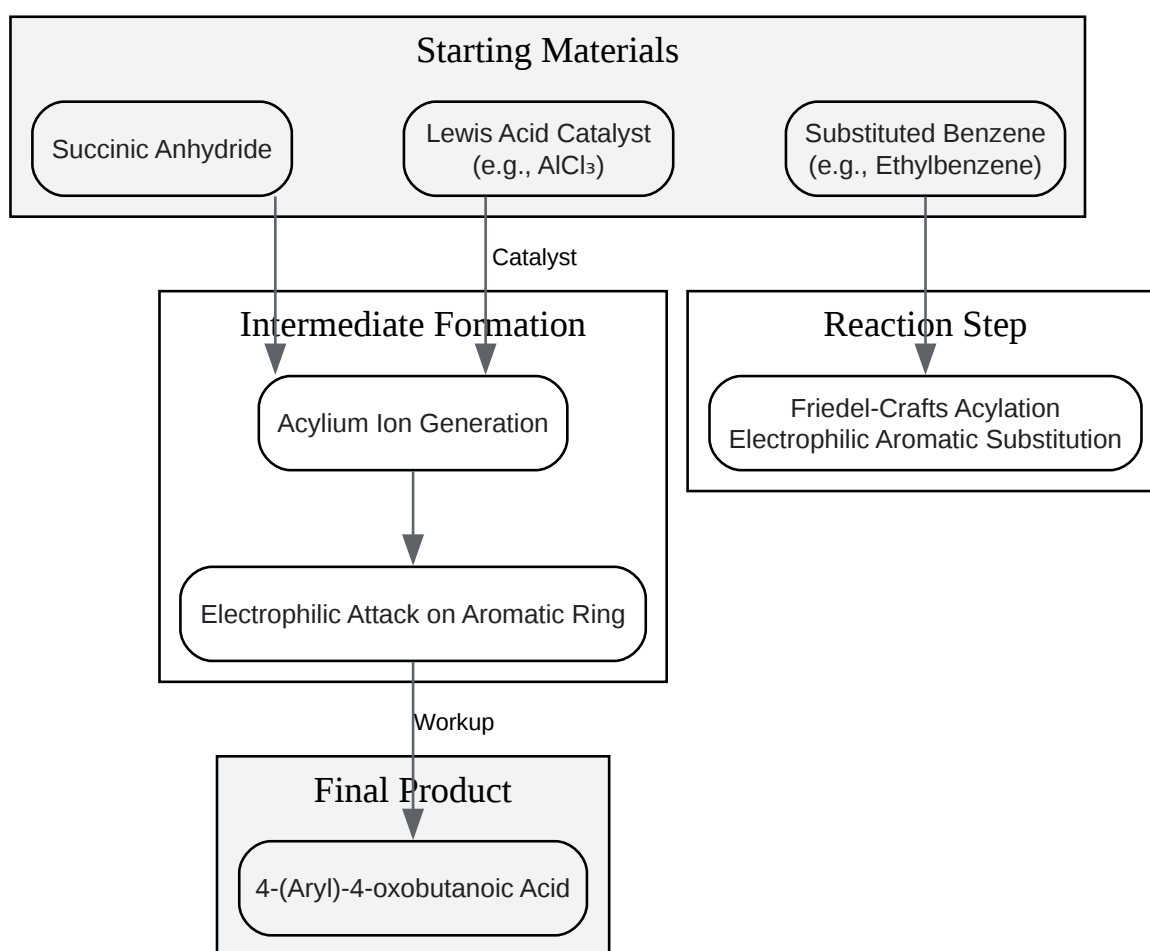 Starting Materials
Succinic Anhydride
Lewis Acid Catalyst
(e.g., AlCl₃)
Substituted Benzene
(e.g., Ethylbenzene)
Catalyst
Intermediate Formation
Reaction Step
Acylium Ion Generation
Friedel-Crafts Acylation
Electrophilic Aromatic Substitution
Electrophilic Attack on Aromatic Ring
Workup
Final Product
4-(Aryl)-4-oxobutanoic Acid